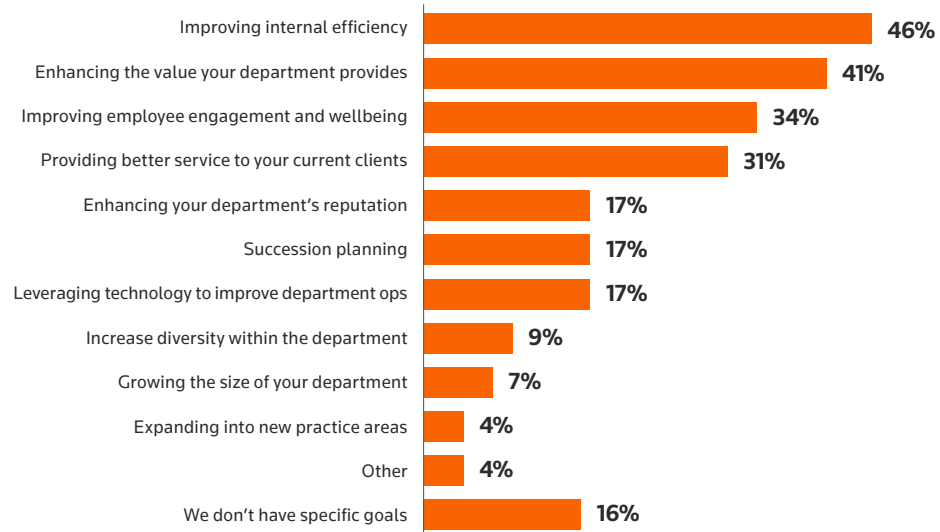 Improving internal efficiency 46%
Enhancing the value your department provides 41%
Improving employee engagement and wellbeing 34%
Providing better service to your current clients 31%
Enhancing your department’s reputation 17%
Succession planning 17%
Leveraging technology to improve department ops 17%
Increase diversity within the department 9%
Growing the size of your department 7%
Expanding into new practice areas 4%
Other 4%
We don’t have specific goals 16%